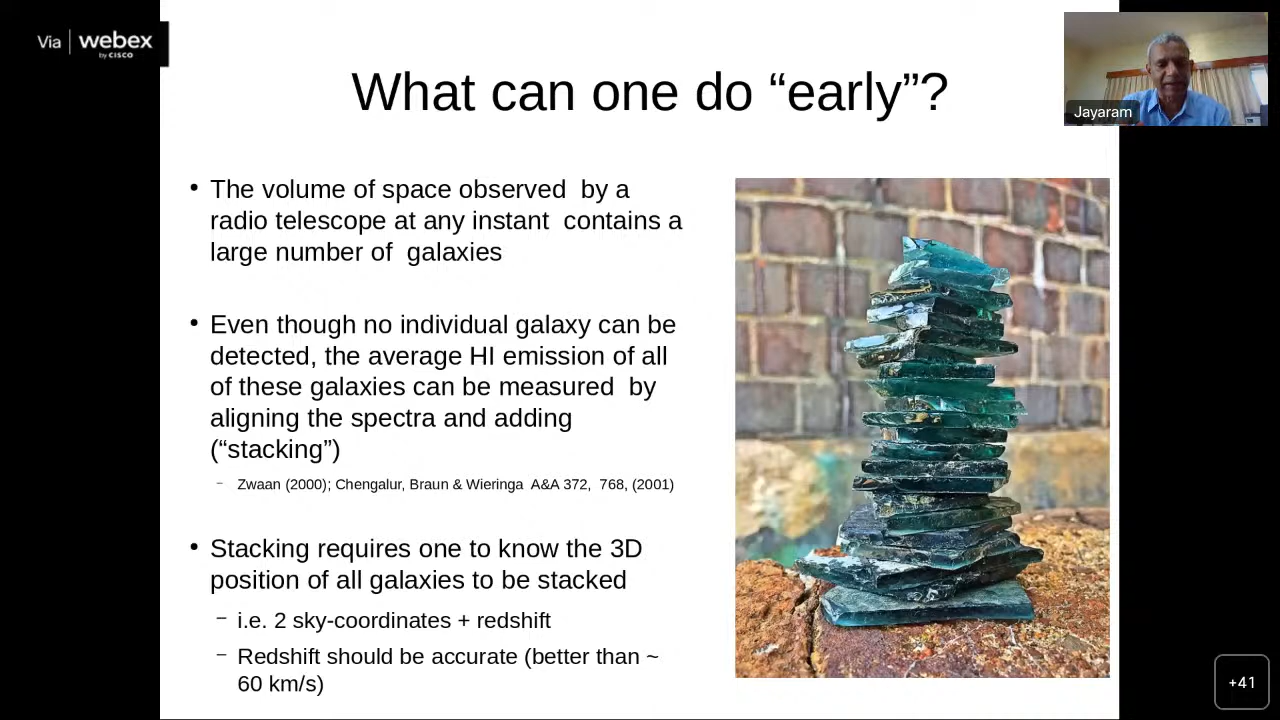 Via | webex
by CISCO
What can one do “early”?
Jayaram
• The volume of space observed by a
radio telescope at any instant contains a
large number of galaxies
• Even though no individual galaxy can be
detected, the average HI emission of all
of these galaxies can be measured by
aligning the spectra and adding
(“stacking”)
– Zwaan (2000); Chengalur, Braun & Wieringa A&A 372, 768, (2001)
• Stacking requires one to know the 3D
position of all galaxies to be stacked
– i.e. 2 sky-coordinates + redshift
– Redshift should be accurate (better than ~
60 km/s)
+41